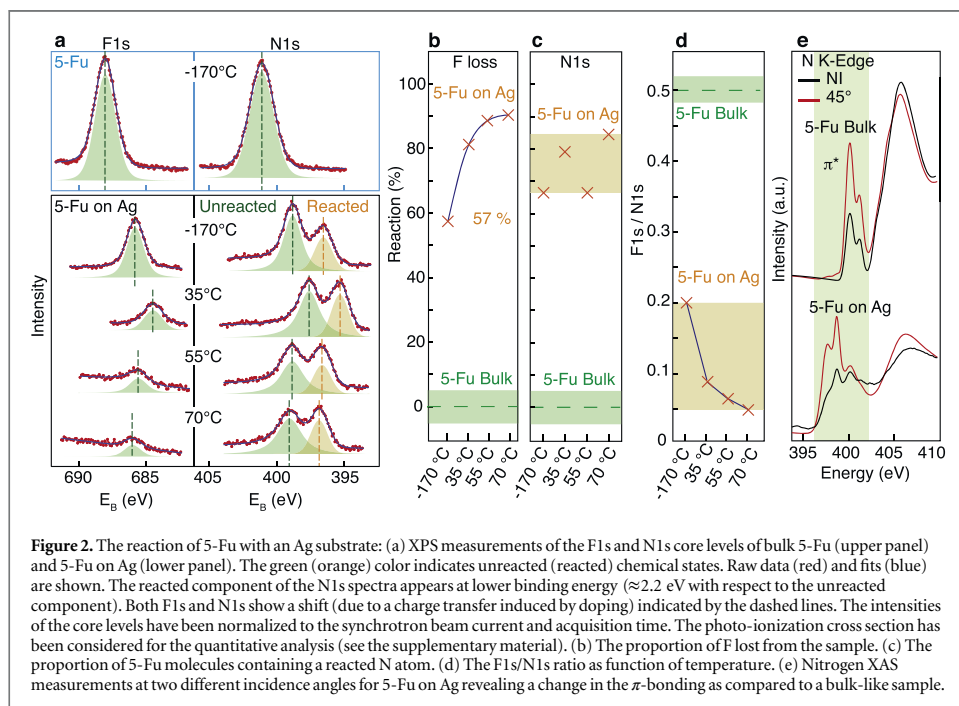 a
F1s
N1s
5-Fu
-170°C
5-Fu on Ag
Unreacted
Reacted
-170°C
35°C
55°C
70°C
Intensity
690
685
405
400
395
E_B (eV)
E_B (eV)
b
F loss
5-Fu on Ag
57 %
5-Fu Bulk
Reaction (%)
100
80
60
40
20
0
-170 °C
35 °C
55 °C
70 °C
c
N1s
5-Fu on Ag
5-Fu Bulk
-170 °C
35 °C
55 °C
70 °C
d
5-Fu Bulk
5-Fu on Ag
F1s / N1s
0.5
0.4
0.3
0.2
0.1
0
-170 °C
35 °C
55 °C
70 °C
e
N K-Edge
NI
45°
5-Fu Bulk
π*
5-Fu on Ag
Intensity (a.u.)
395
400
405
410
Energy (eV)
Figure 2. The reaction of 5-Fu with an Ag substrate: (a) XPS measurements of the F1s and N1s core levels of bulk 5-Fu (upper panel)
and 5-Fu on Ag (lower panel). The green (orange) color indicates unreacted (reacted) chemical states. Raw data (red) and fits (blue)
are shown. The reacted component of the N1s spectra appears at lower binding energy (≈2.2 eV with respect to the unreacted
component). Both F1s and N1s show a shift (due to a charge transfer induced by doping) indicated by the dashed lines. The intensities
of the core levels have been normalized to the synchrotron beam current and acquisition time. The photo-ionization cross section has
been considered for the quantitative analysis (see the supplementary material). (b) The proportion of F lost from the sample. (c) The
proportion of 5-Fu molecules containing a reacted N atom. (d) The F1s/N1s ratio as function of temperature. (e) Nitrogen XAS
measurements at two different incidence angles for 5-Fu on Ag revealing a change in the π-bonding as compared to a bulk-like sample.